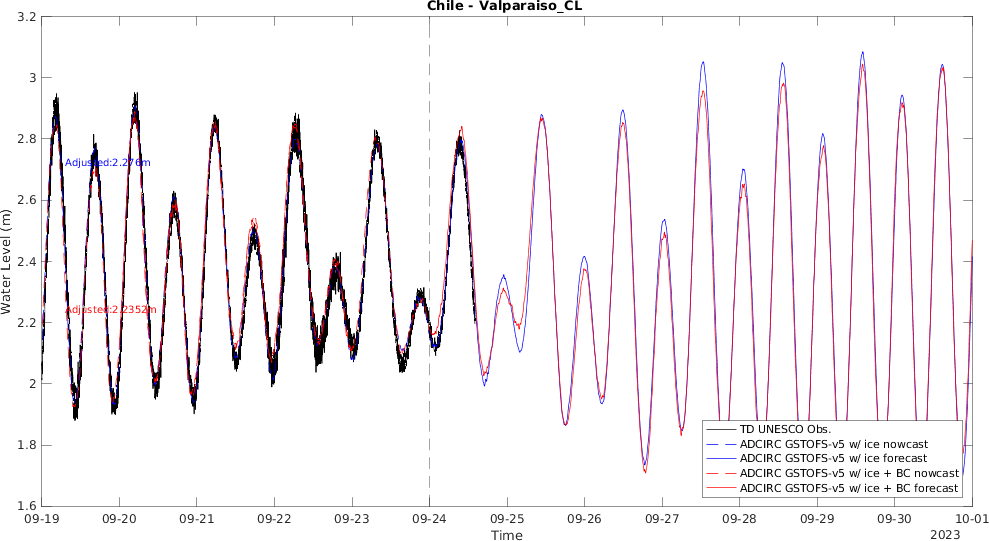 Chile - Valparaiso_CL
Water Level (m)
3.2
3
2.8
2.6
2.4
2.2
2
1.8
1.6
Adjusted:2.276m
Adjusted:2.2352m
TD UNESCO Obs.
ADCIRC GSTOFS-v5 w/ ice nowcast
ADCIRC GSTOFS-v5 w/ ice forecast
ADCIRC GSTOFS-v5 w/ ice + BC nowcast
ADCIRC GSTOFS-v5 w/ ice + BC forecast
09-19 09-20 09-21 09-22 09-23 09-24 09-25 09-26 09-27 09-28 09-29 09-30 10-01
Time
2023